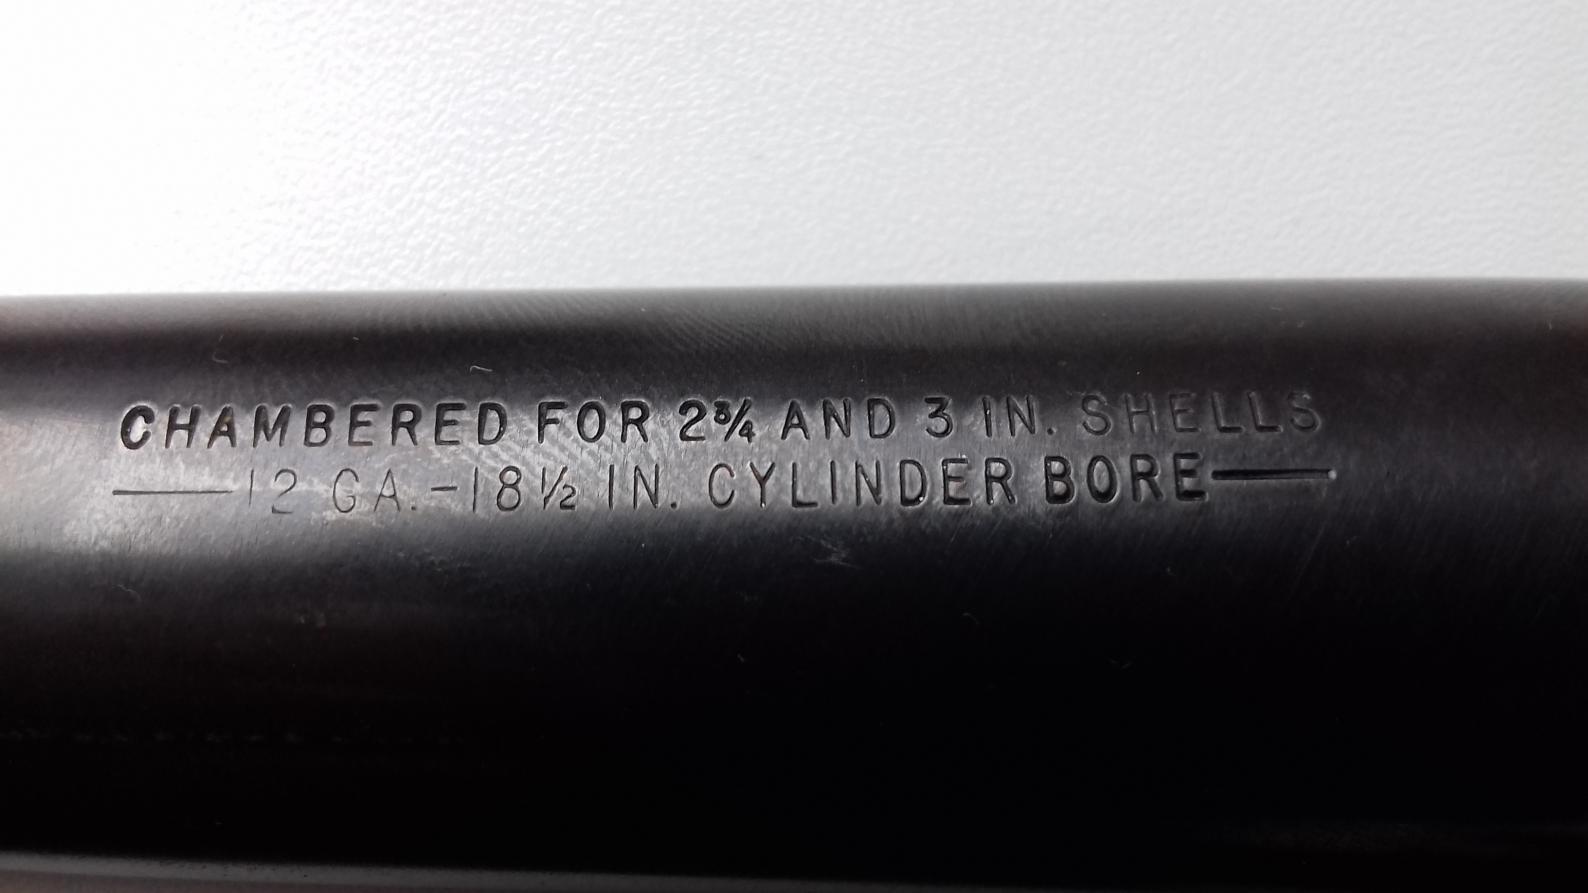 CHAMBERED FOR 2¾ AND 3 IN. SHELLS
—12 GA.-18½ IN. CYLINDER BORE—